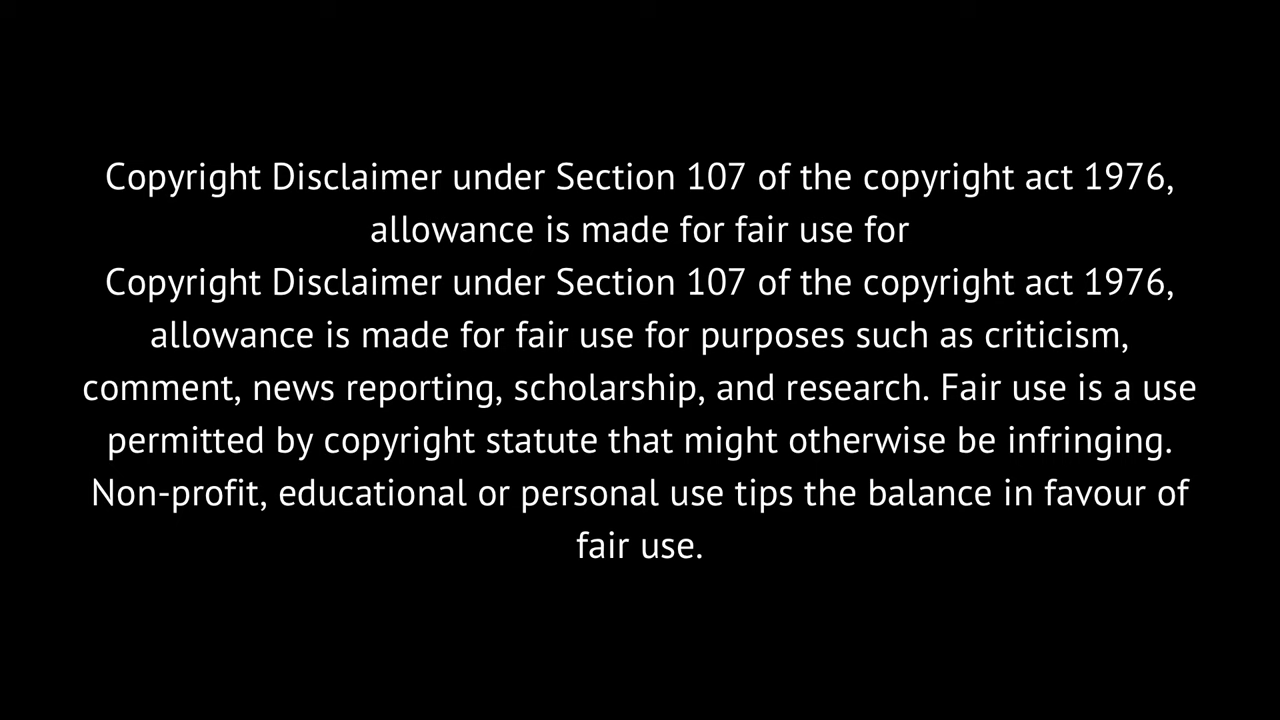 Copyright Disclaimer under Section 107 of the copyright act 1976,
allowance is made for fair use for
Copyright Disclaimer under Section 107 of the copyright act 1976,
allowance is made for fair use for purposes such as criticism,
comment, news reporting, scholarship, and research. Fair use is a use
permitted by copyright statute that might otherwise be infringing.
Non-profit, educational or personal use tips the balance in favour of
fair use.